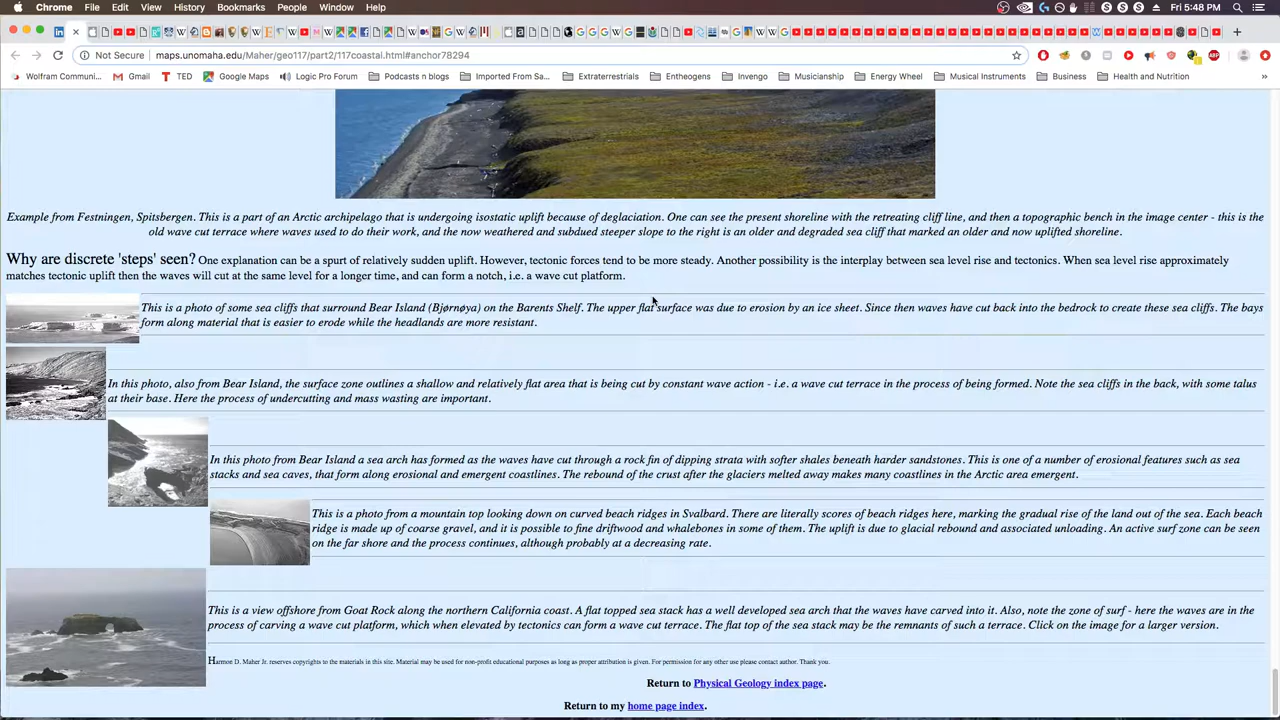 Chrome File Edit View History Bookmarks People Window Help
Fri 5:48 PM
Not Secure maps.unomaha.edu/Maher/geo117/part2/117coastal.html#anchor78294
Wolfram Communi... Gmail TED Google Maps Logic Pro Forum Podcasts n blogs Imported From Sa... Extraterrestrials Entheogens Invengo Musicianship Energy Wheel Musical Instruments Business Health and Nutrition »
Example from Festningen, Spitsbergen. This is a part of an Arctic archipelago that is undergoing isostatic uplift because of deglaciation. One can see the present shoreline with the retreating cliff line, and then a topographic bench in the image center - this is the
old wave cut terrace where waves used to do their work, and the now weathered and subdued steeper slope to the right is an older and degraded sea cliff that marked an older and now uplifted shoreline.
Why are discrete 'steps' seen? One explanation can be a spurt of relatively sudden uplift. However, tectonic forces tend to be more steady. Another possibility is the interplay between sea level rise and tectonics. When sea level rise approximately
matches tectonic uplift then the waves will cut at the same level for a longer time, and can form a notch, i.e. a wave cut platform.
This is a photo of some sea cliffs that surround Bear Island (Bjørnøya) on the Barents Shelf. The upper flat surface was due to erosion by an ice sheet. Since then waves have cut back into the bedrock to create these sea cliffs. The bays
form along material that is easier to erode while the headlands are more resistant.
In this photo, also from Bear Island, the surface zone outlines a shallow and relatively flat area that is being cut by constant wave action - i.e. a wave cut terrace in the process of being formed. Note the sea cliffs in the back, with some talus
at their base. Here the process of undercutting and mass wasting are important.
In this photo from Bear Island a sea arch has formed as the waves have cut through a rock fin of dipping strata with softer shales beneath harder sandstones. This is one of a number of erosional features such as sea
stacks and sea caves, that form along erosional and emergent coastlines. The rebound of the crust after the glaciers melted away makes many coastlines in the Arctic area emergent.
This is a photo from a mountain top looking down on curved beach ridges in Svalbard. There are literally scores of beach ridges here, marking the gradual rise of the land out of the sea. Each beach
ridge is made up of coarse gravel, and it is possible to fine driftwood and whalebones in some of them. The uplift is due to glacial rebound and associated unloading. An active surf zone can be seen
on the far shore and the process continues, although probably at a decreasing rate.
This is a view offshore from Goat Rock along the northern California coast. A flat topped sea stack has a well developed sea arch that the waves have carved into it. Also, note the zone of surf - here the waves are in the
process of carving a wave cut platform, which when elevated by tectonics can form a wave cut terrace. The flat top of the sea stack may be the remnants of such a terrace. Click on the image for a larger version.
Harmon D. Maher Jr. reserves copyrights to the materials in this site. Material may be used for non-profit educational purposes as long as proper attribution is given. For permission for any other use please contact author. Thank you.
Return to Physical Geology index page.
Return to my home page index.